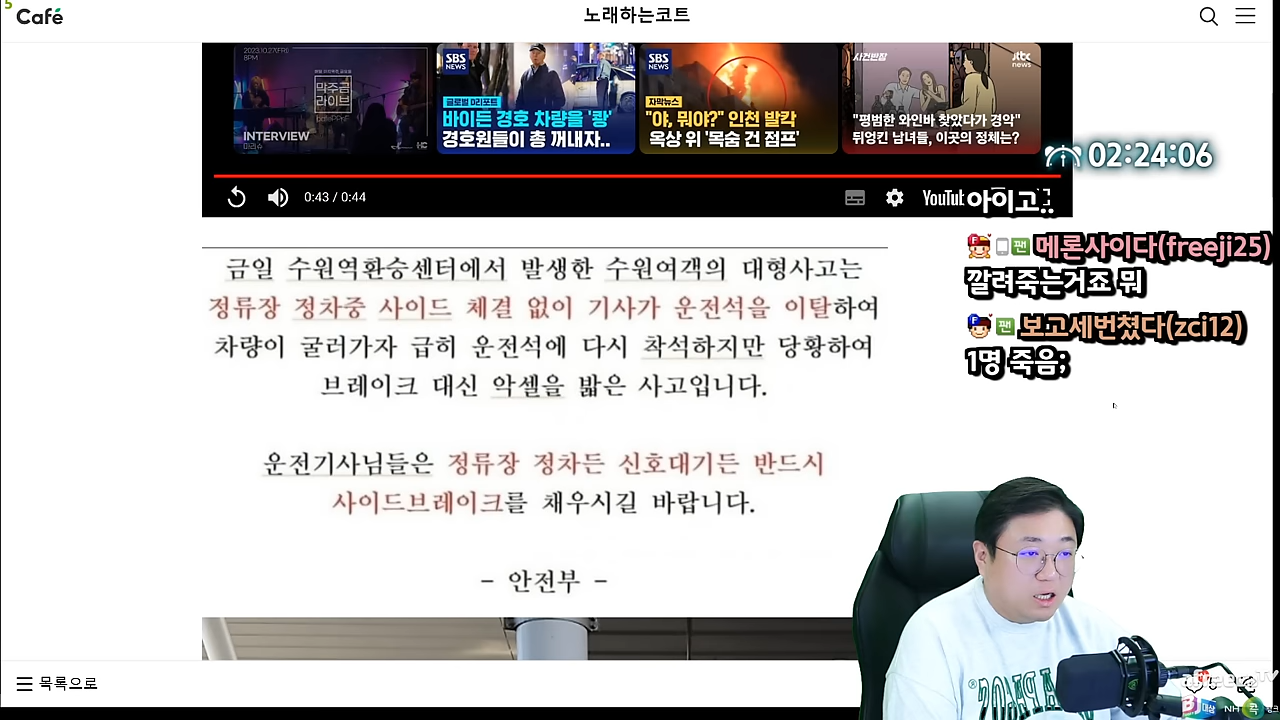 5
Café
노래하는코트
2023.10.27(FRI)
8PM
막주금
라이브
INTERVIEW
SBS
NEWS
글로벌 D리포트
바이든 경호 차량을 '쾅'
경호원들이 총 꺼내자..
SBS
NEWS
자막뉴스
"야, 뭐야?" 인천 발칵
옥상 위 '목숨 건 점프'
사건반장
jtbc
news
"평범한 와인바 찾았다가 경악"
뒤엉킨 남녀들, 이곳의 정체는?
02:24:06
0:43 / 0:44
YouTub
아이고..
메론사이다(freeji25)
깔려죽는거죠 뭐
보고세번쳤다(zci12)
1명 죽음;
금일 수원역환승센터에서 발생한 수원여객의 대형사고는
정류장 정차중 사이드 체결 없이 기사가 운전석을 이탈하여
차량이 굴러가자 급히 운전석에 다시 착석하지만 당황하여
브레이크 대신 악셀을 밟은 사고입니다.
운전기사님들은 정류장 정차든 신호대기든 반드시
사이드브레이크를 채우시길 바랍니다.
- 안전부 -
목록으로
NH